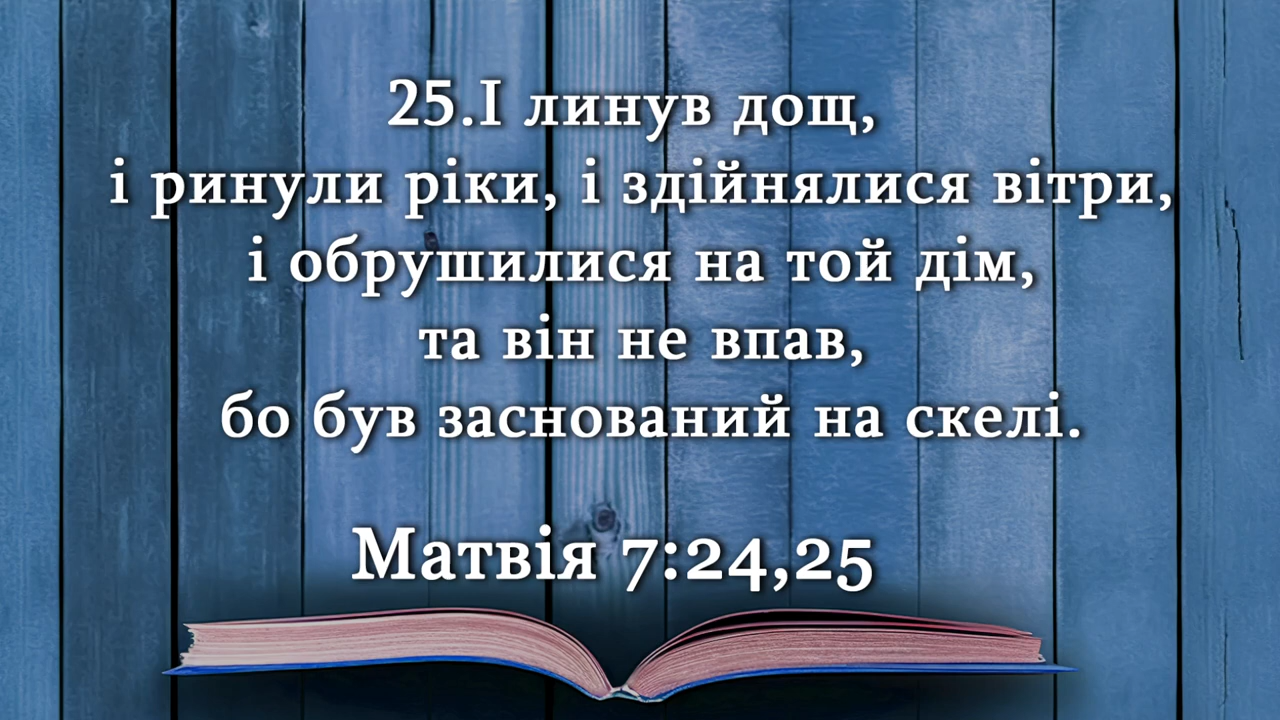 25.І линув дощ,
і ринули ріки, і здійнялися вітри,
і обрушилися на той дім,
та він не впав,
бо був заснований на скелі.
Матвія 7:24,25